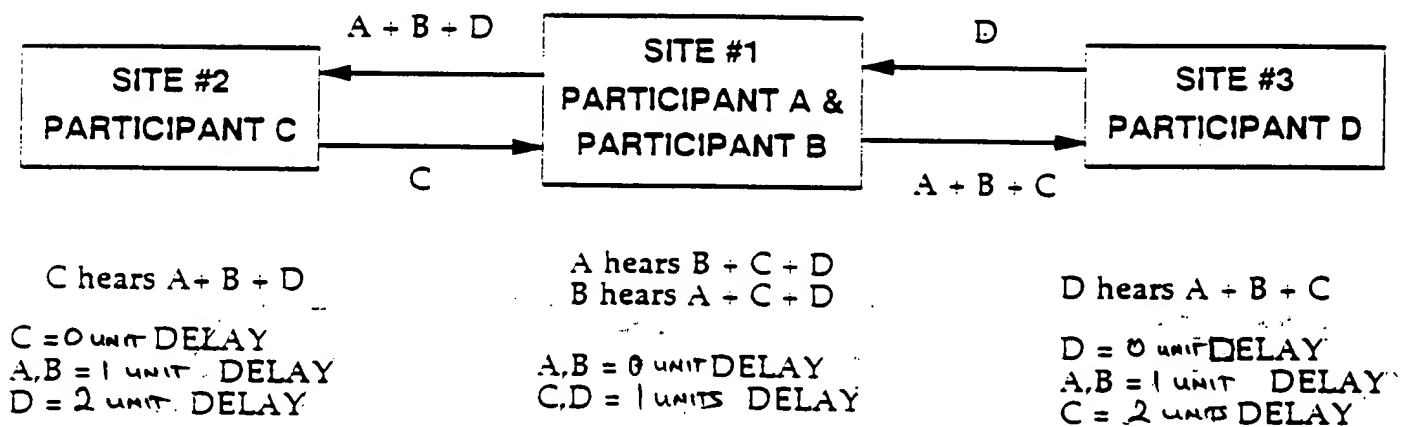 A + B + D
SITE #2
PARTICIPANT C
C
SITE #1
PARTICIPANT A &
PARTICIPANT B
D
SITE #3
PARTICIPANT D
A + B + C
C hears A + B + D
C = 0 UNIT DELAY
A,B = 1 UNIT DELAY
D = 2 UNIT DELAY
A hears B + C + D
B hears A + C + D
A,B = 0 UNIT DELAY
C,D = 1 UNITS DELAY
D hears A + B + C
D = 0 UNIT DELAY
A,B = 1 UNIT DELAY
C = 2 UNITS DELAY